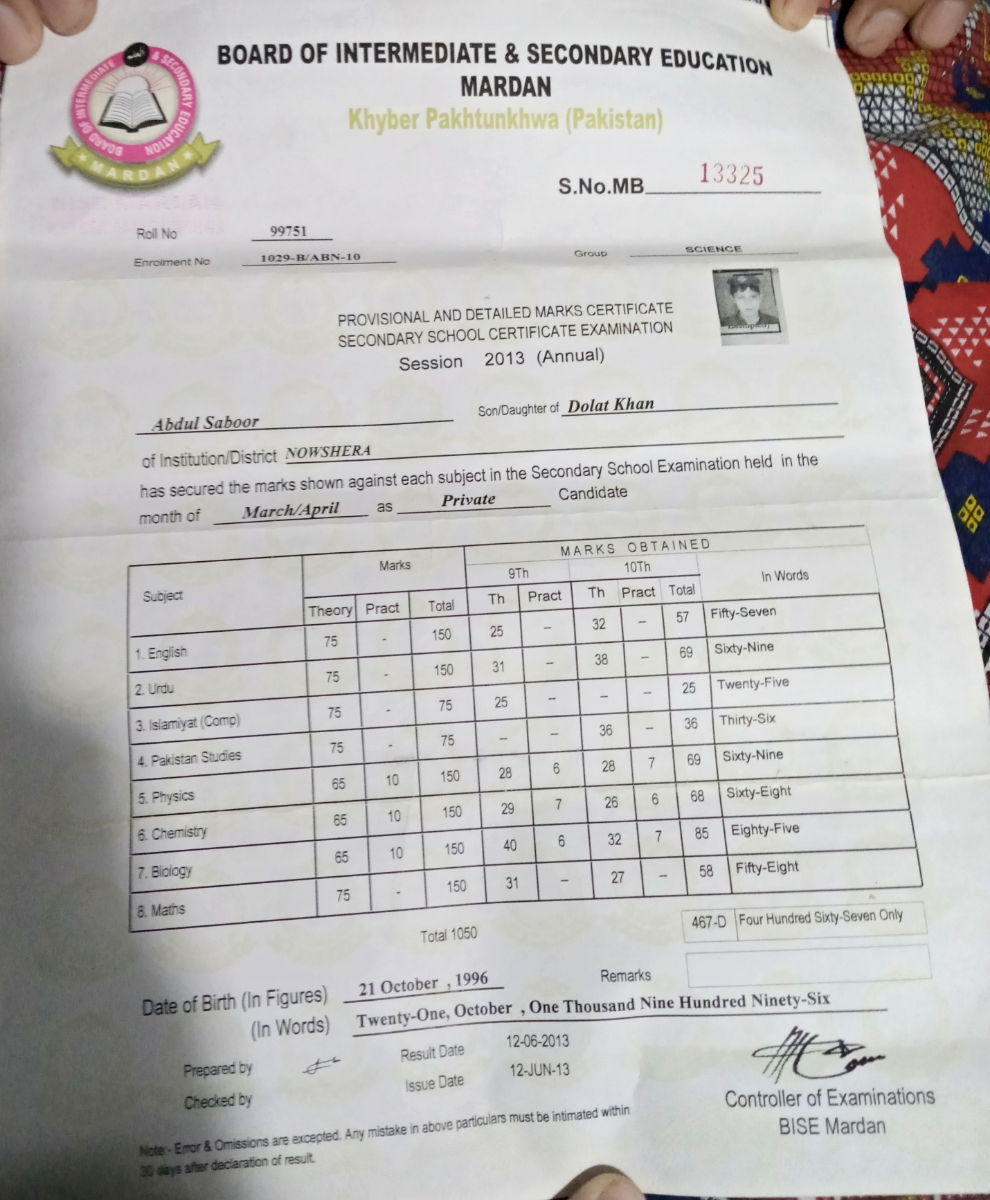 BOARD OF INTERMEDIATE & SECONDARY EDUCATION
MARDAN
Khyber Pakhtunkhwa (Pakistan)
BOARD OF INTERMEDIATE & SECONDARY EDUCATION
MARDAN
S.No.MB 13325
Roll No 99751
Enrolment No 1029-B/ABN-10 Group SCIENCE
PROVISIONAL AND DETAILED MARKS CERTIFICATE
SECONDARY SCHOOL CERTIFICATE EXAMINATION
Session 2013 (Annual)
Abdul Saboor Son/Daughter of Dolat Khan
of Institution/District NOWSHERA
has secured the marks shown against each subject in the Secondary School Examination held in the
month of March/April as Private Candidate
Subject Marks MARKS OBTAINED In Words
9Th 10Th
Theory Pract Total Th Pract Th Pract Total
1. English 75 - 150 25 -- 32 -- 57 Fifty-Seven
2. Urdu 75 - 150 31 -- 38 -- 69 Sixty-Nine
3. Islamiyat (Comp) 75 - 75 25 -- -- -- 25 Twenty-Five
4. Pakistan Studies 75 - 75 -- -- 36 -- 36 Thirty-Six
5. Physics 65 10 150 28 6 28 7 69 Sixty-Nine
6. Chemistry 65 10 150 29 7 26 6 68 Sixty-Eight
7. Biology 65 10 150 40 6 32 7 85 Eighty-Five
8. Maths 75 - 150 31 -- 27 -- 58 Fifty-Eight
Total 1050 467-D Four Hundred Sixty-Seven Only
Remarks
Date of Birth (In Figures) 21 October , 1996
(In Words) Twenty-One, October , One Thousand Nine Hundred Ninety-Six
Prepared by Result Date 12-06-2013
Checked by Issue Date 12-JUN-13
Controller of Examinations
BISE Mardan
Note:- Error & Omissions are excepted. Any mistake in above particulars must be intimated within
30 days after declaration of result.